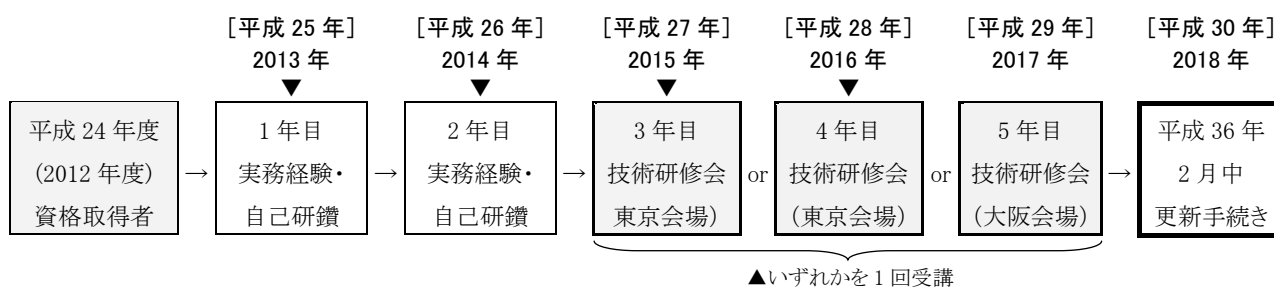 [平成 25 年] [平成 26 年] [平成 27 年] [平成 28 年] [平成 29 年] [平成 30 年]
2013 年 2014 年 2015 年 2016 年 2017 年 2018 年
▼ ▼ ▼ ▼
平成 24 年度
(2012 年度)
資格取得者
→
1 年目
実務経験・
自己研鑽
→
2 年目
実務経験・
自己研鑽
→
3 年目
技術研修会
東京会場)
or
4 年目
技術研修会
(東京会場)
or
5 年目
技術研修会
(大阪会場)
→
平成 36 年
2 月中
更新手続き
▲いずれかを 1 回受講